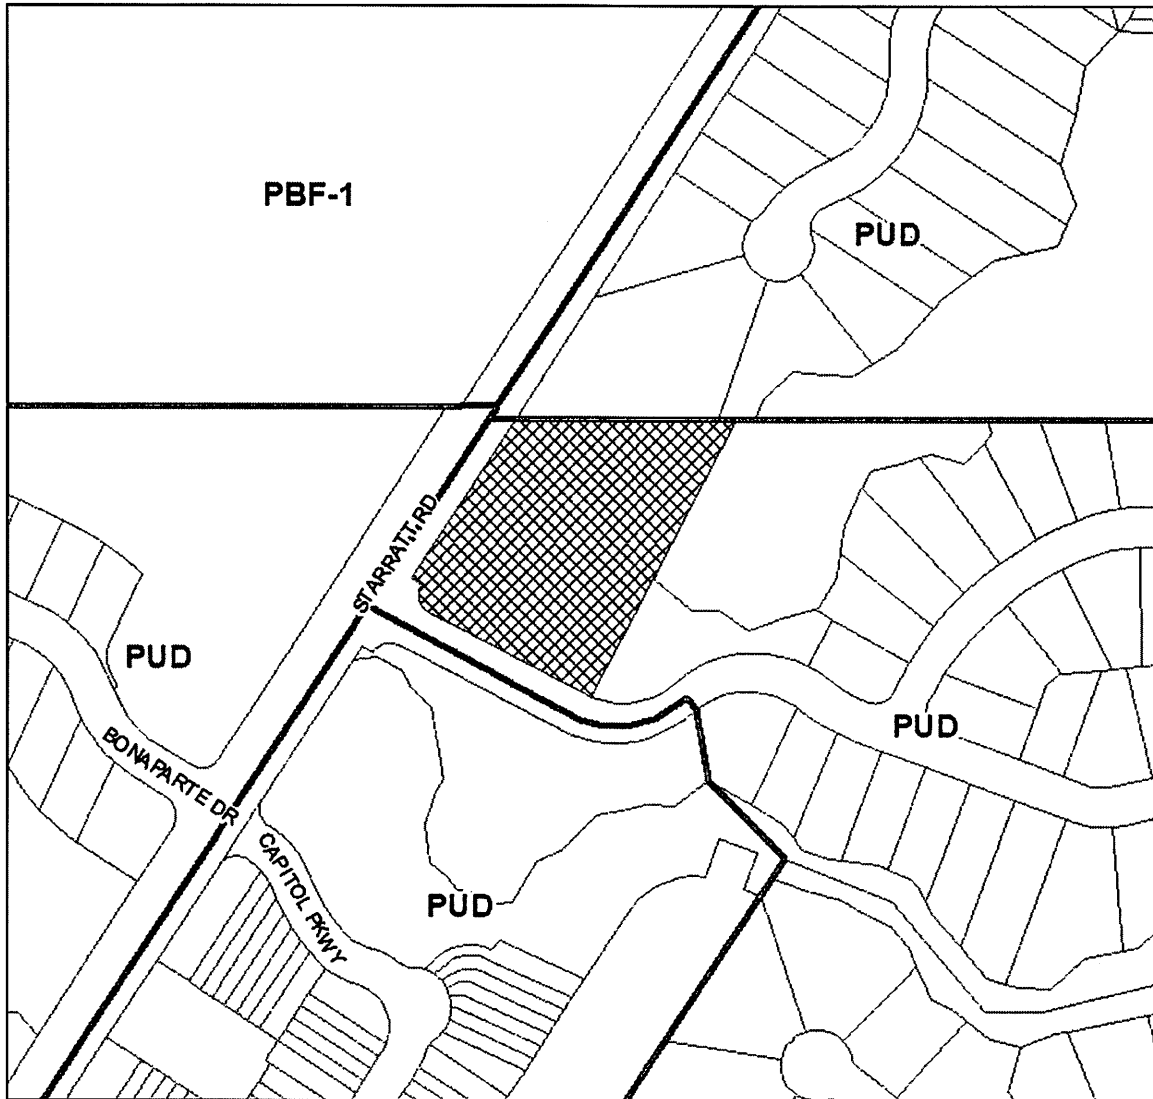 PBF-1
PUD
STARRATT RD
PUD
BONAPARTE DR
PUD
CAPITOL PKWY
PUD